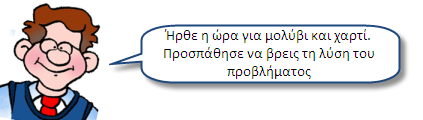 Ήρθε η ώρα για μολύβι και χαρτί.
Προσπάθησε να βρεις τη λύση του
προβλήματος